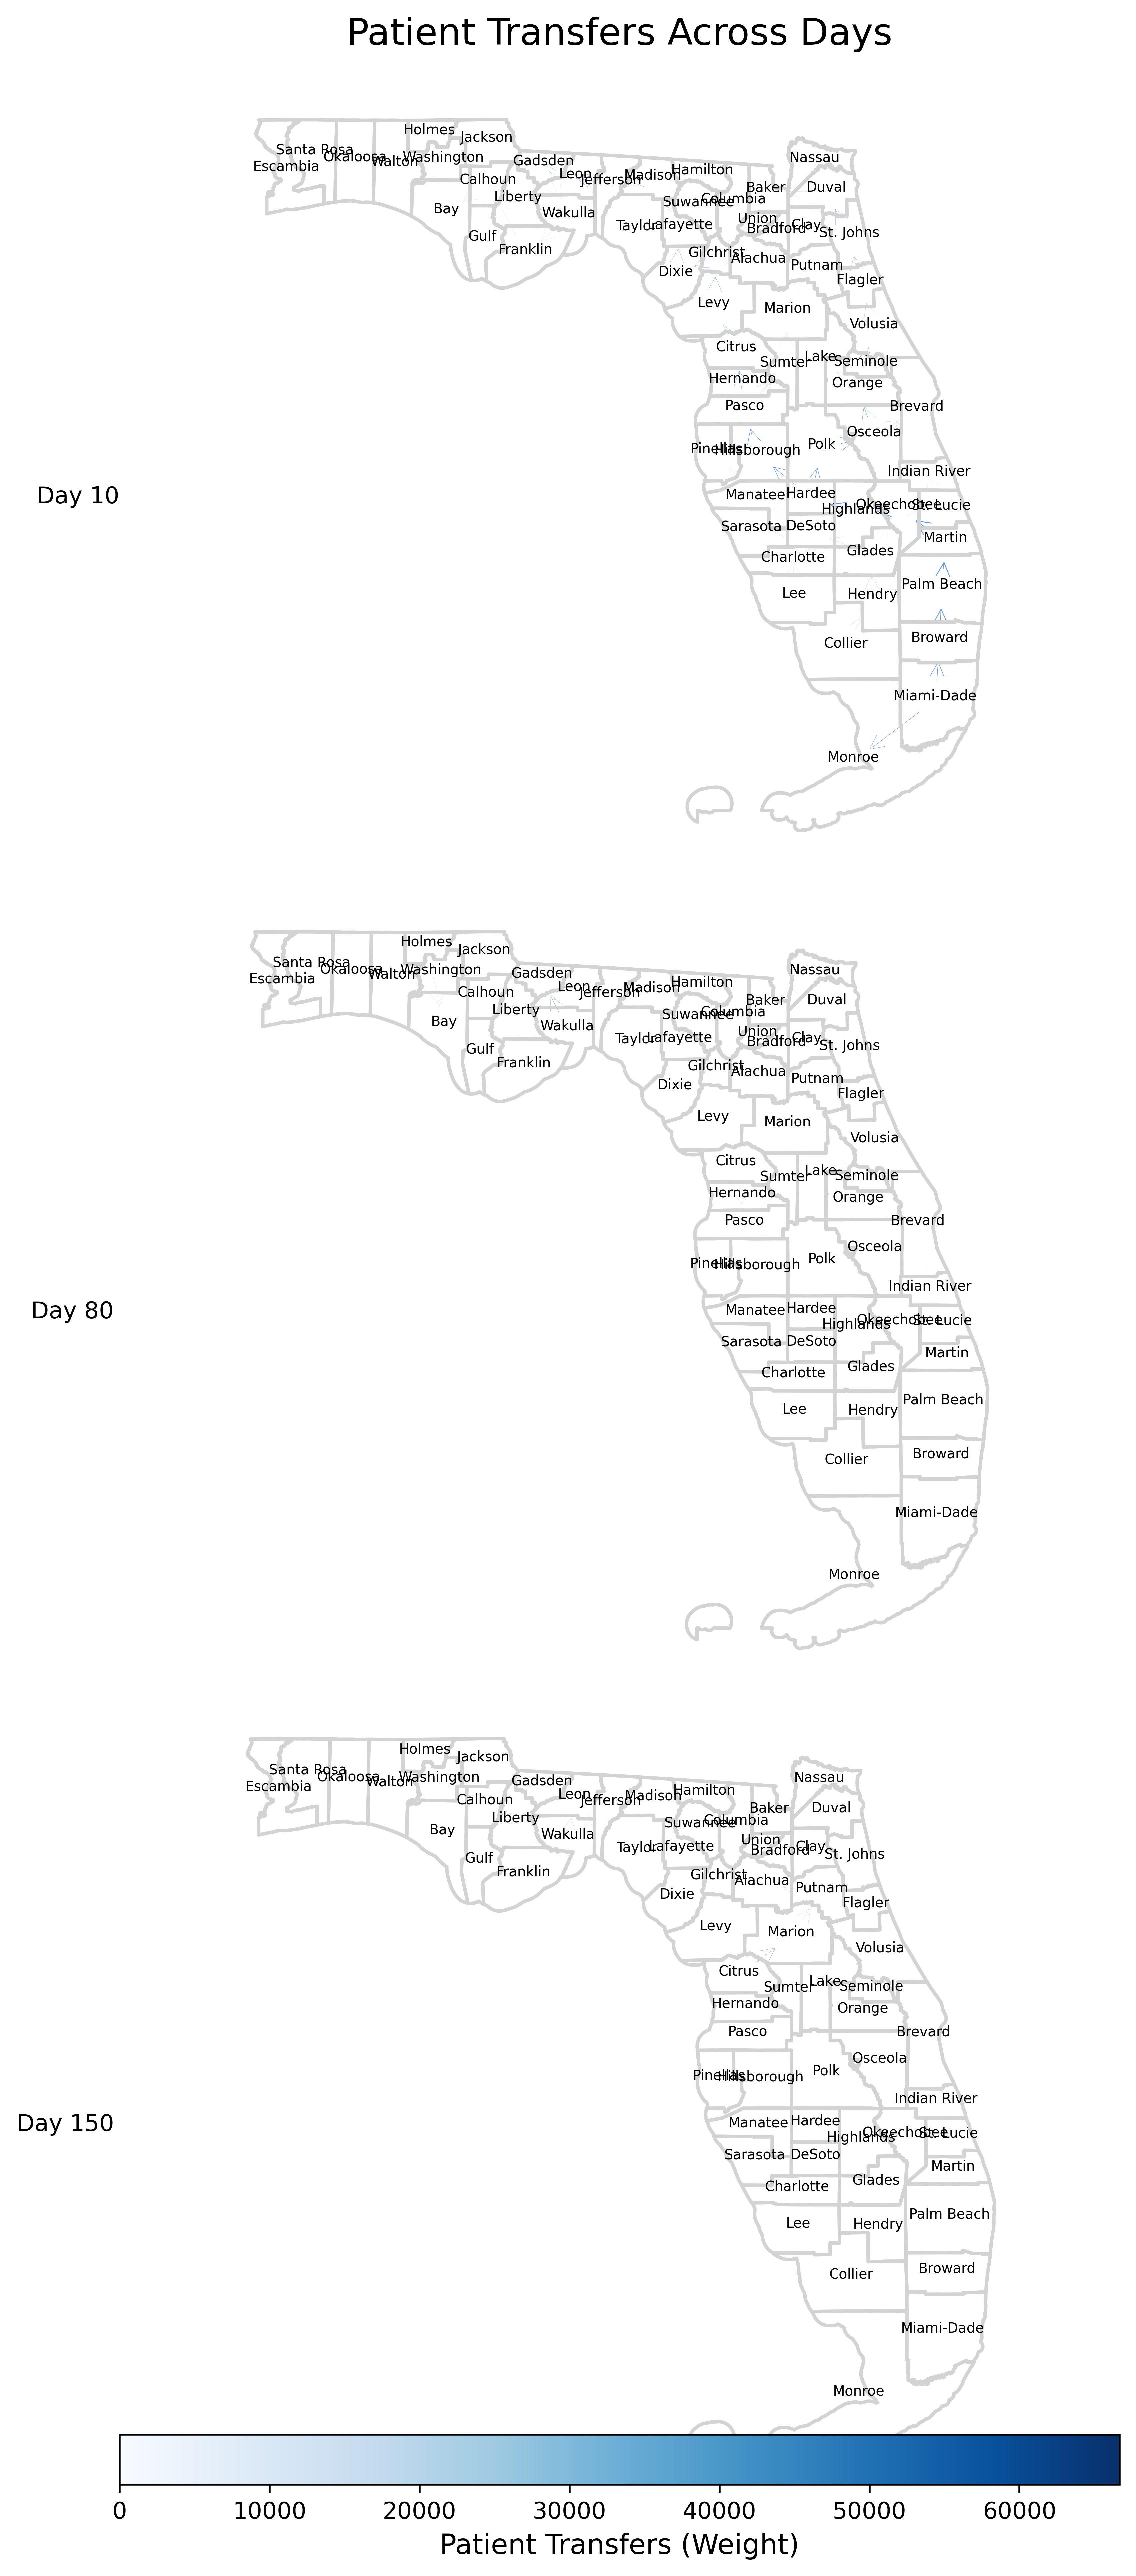 Patient Transfers Across Days
Holmes
Jackson
Santa Rosa
Okaloosa
Walton
Washington
Escambia
Gadsden
Leon
Jefferson
Madison
Hamilton
Nassau
Calhoun
Liberty
Baker
Duval
Suwannee
Columbia
Bay
Wakulla
Union
Taylor
Lafayette
Bradford
Clay
St. Johns
Gulf
Franklin
Gilchrist
Alachua
Putnam
Dixie
Flagler
Levy
Marion
Volusia
Citrus
Sumter
Lake
Seminole
Hernando
Orange
Pasco
Brevard
Osceola
Polk
Pinellas
Hillsborough
Indian River
Day 10
Manatee
Hardee
Highlands
Okeechobee
St. Lucie
Sarasota
DeSoto
Martin
Charlotte
Glades
Palm Beach
Lee
Hendry
Broward
Collier
Miami-Dade
Monroe
Holmes
Jackson
Santa Rosa
Okaloosa
Walton
Washington
Escambia
Gadsden
Leon
Jefferson
Madison
Hamilton
Nassau
Calhoun
Liberty
Baker
Duval
Suwannee
Columbia
Bay
Wakulla
Union
Taylor
Lafayette
Bradford
Clay
St. Johns
Gulf
Franklin
Gilchrist
Alachua
Putnam
Dixie
Flagler
Levy
Marion
Volusia
Citrus
Sumter
Lake
Seminole
Hernando
Orange
Pasco
Brevard
Osceola
Polk
Pinellas
Hillsborough
Indian River
Day 80
Manatee
Hardee
Highlands
Okeechobee
St. Lucie
Sarasota
DeSoto
Martin
Charlotte
Glades
Palm Beach
Lee
Hendry
Broward
Collier
Miami-Dade
Monroe
Holmes
Jackson
Santa Rosa
Okaloosa
Walton
Washington
Escambia
Gadsden
Leon
Jefferson
Madison
Hamilton
Nassau
Calhoun
Liberty
Baker
Duval
Suwannee
Columbia
Bay
Wakulla
Union
Taylor
Lafayette
Bradford
Clay
St. Johns
Gulf
Franklin
Gilchrist
Alachua
Putnam
Dixie
Flagler
Levy
Marion
Volusia
Citrus
Sumter
Lake
Seminole
Hernando
Orange
Pasco
Brevard
Osceola
Polk
Pinellas
Hillsborough
Indian River
Day 150
Manatee
Hardee
Highlands
Okeechobee
St. Lucie
Sarasota
DeSoto
Martin
Charlotte
Glades
Palm Beach
Lee
Hendry
Broward
Collier
Miami-Dade
Monroe
0 10000 20000 30000 40000 50000 60000
Patient Transfers (Weight)